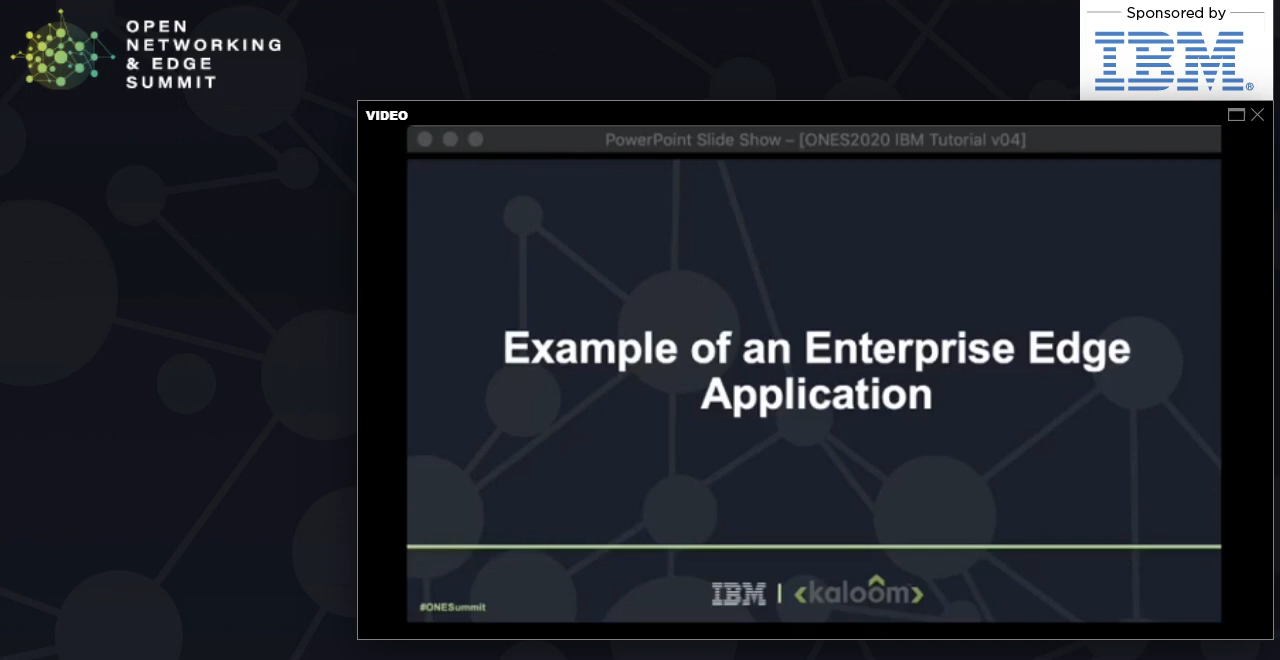 OPEN
NETWORKING
& EDGE
SUMMIT
Sponsored by
IBM®
VIDEO
PowerPoint Slide Show – [ONES2020 IBM Tutorial v04]
Example of an Enterprise Edge
Application
IBM | <kaloom>
#ONESummit